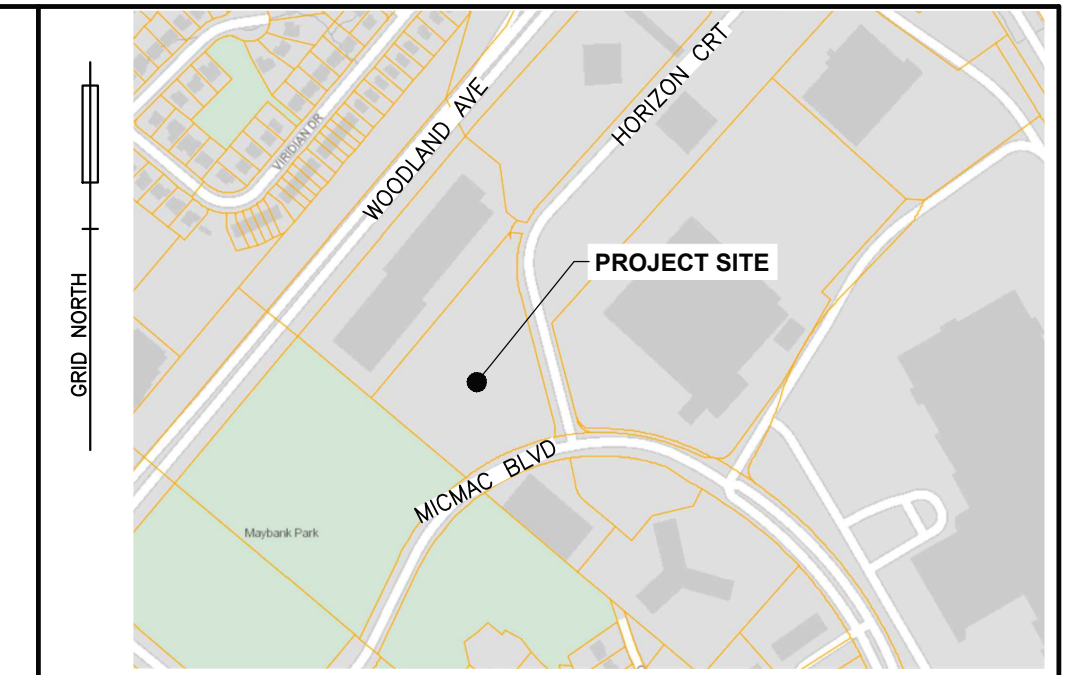 WOODLAND AVE
HORIZON CRT
VIRIDIAN DR
PROJECT SITE
GRID NORTH
MICMAC BLVD
Maybank Park